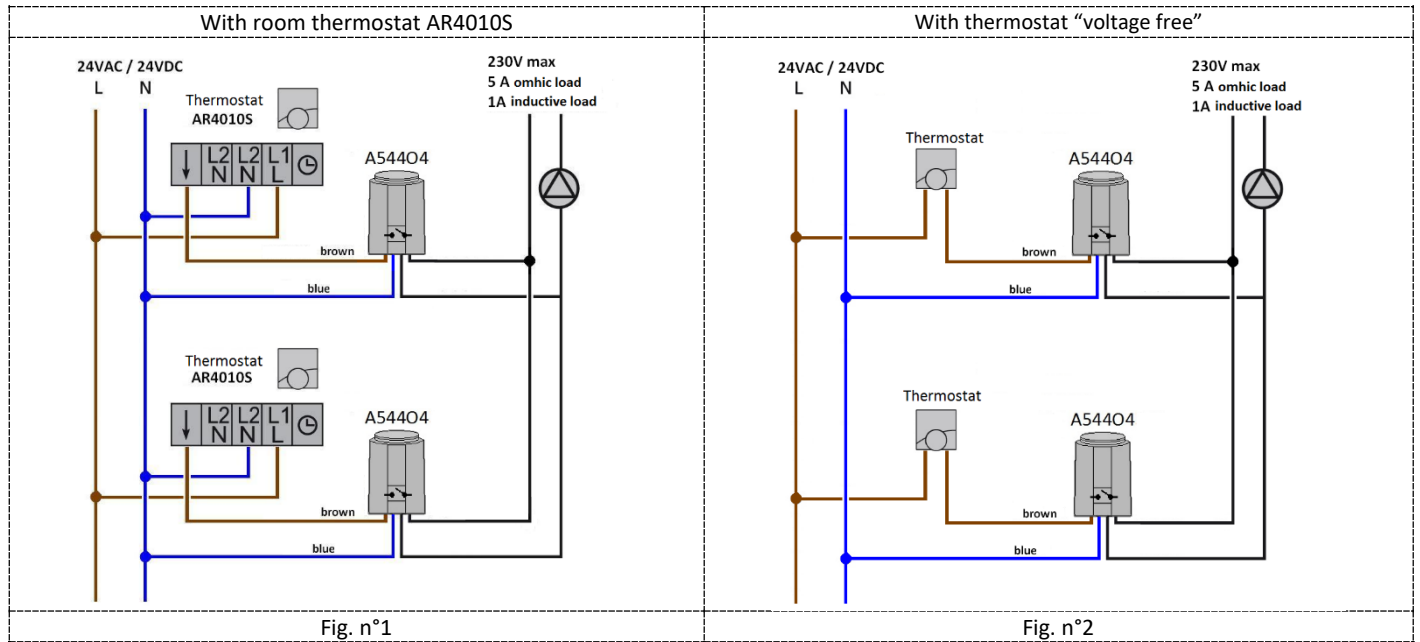 With room thermostat AR4010S
With thermostat “voltage free”
24VAC / 24VDC
L N
230V max
5 A omhic load
1A inductive load
Thermostat
AR4010S
↓ L2 L2 L1
N N L
A544O4
brown
blue
Thermostat
AR4010S
↓ L2 L2 L1
N N L
A544O4
brown
blue
24VAC / 24VDC
L N
230V max
5 A omhic load
1A inductive load
Thermostat
A544O4
brown
blue
Thermostat
A544O4
brown
blue
Fig. n°1
Fig. n°2